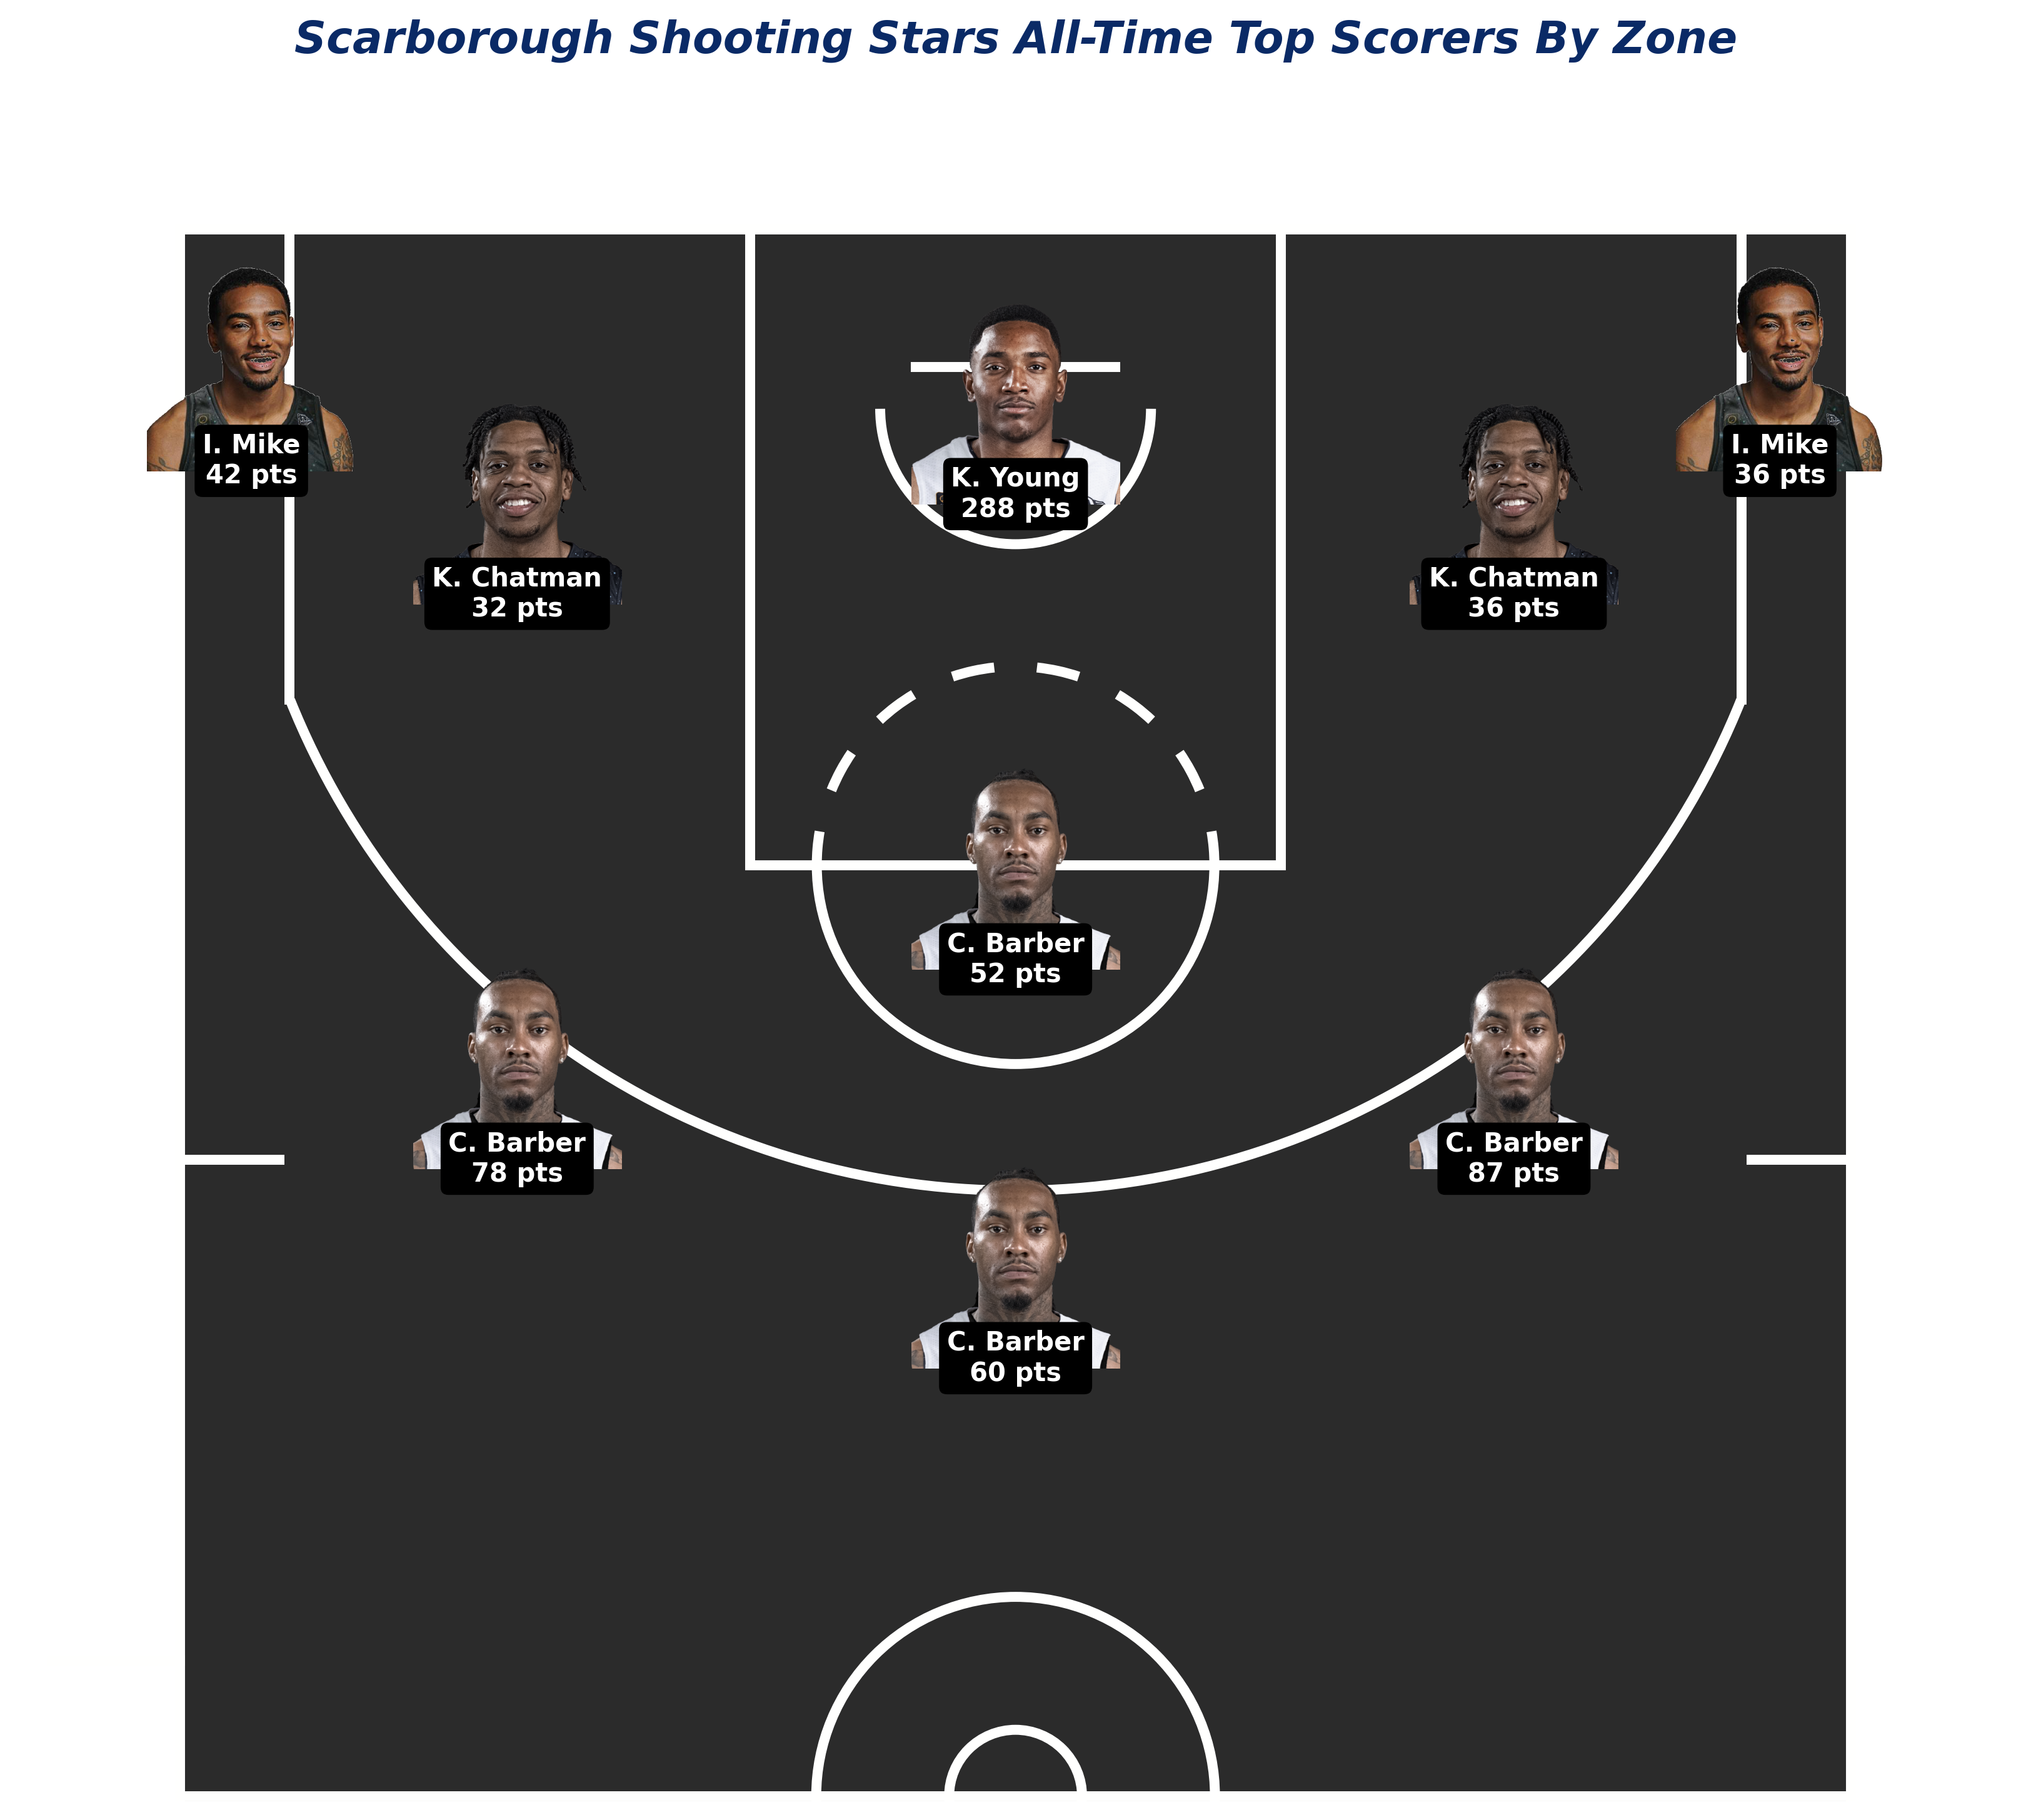 Scarborough Shooting Stars All-Time Top Scorers By Zone
I. Mike
42 pts
I. Mike
36 pts
K. Young
288 pts
K. Chatman
32 pts
K. Chatman
36 pts
C. Barber
52 pts
C. Barber
78 pts
C. Barber
87 pts
C. Barber
60 pts